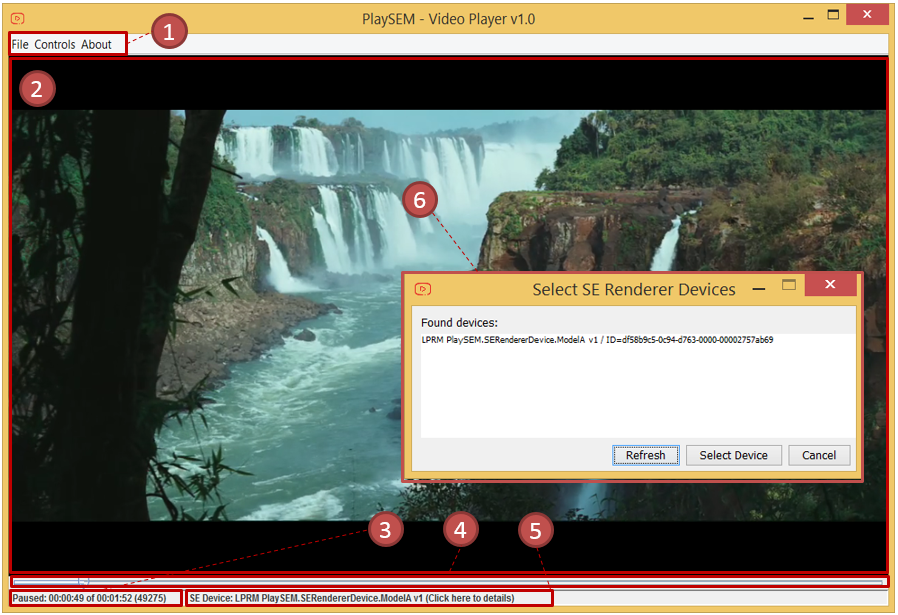 PlaySEM - Video Player v1.0
1
File Controls About
2
6
Select SE Renderer Devices
Found devices:
LPRM PlaySEM.SERendererDevice.ModelA v1 / ID=df58b9c5-0c94-d763-0000-00002757ab69
Refresh Select Device Cancel
3 4 5
Paused: 00:00:49 of 00:01:52 (49275) SE Device: LPRM PlaySEM.SERendererDevice.ModelA v1 (Click here to details)